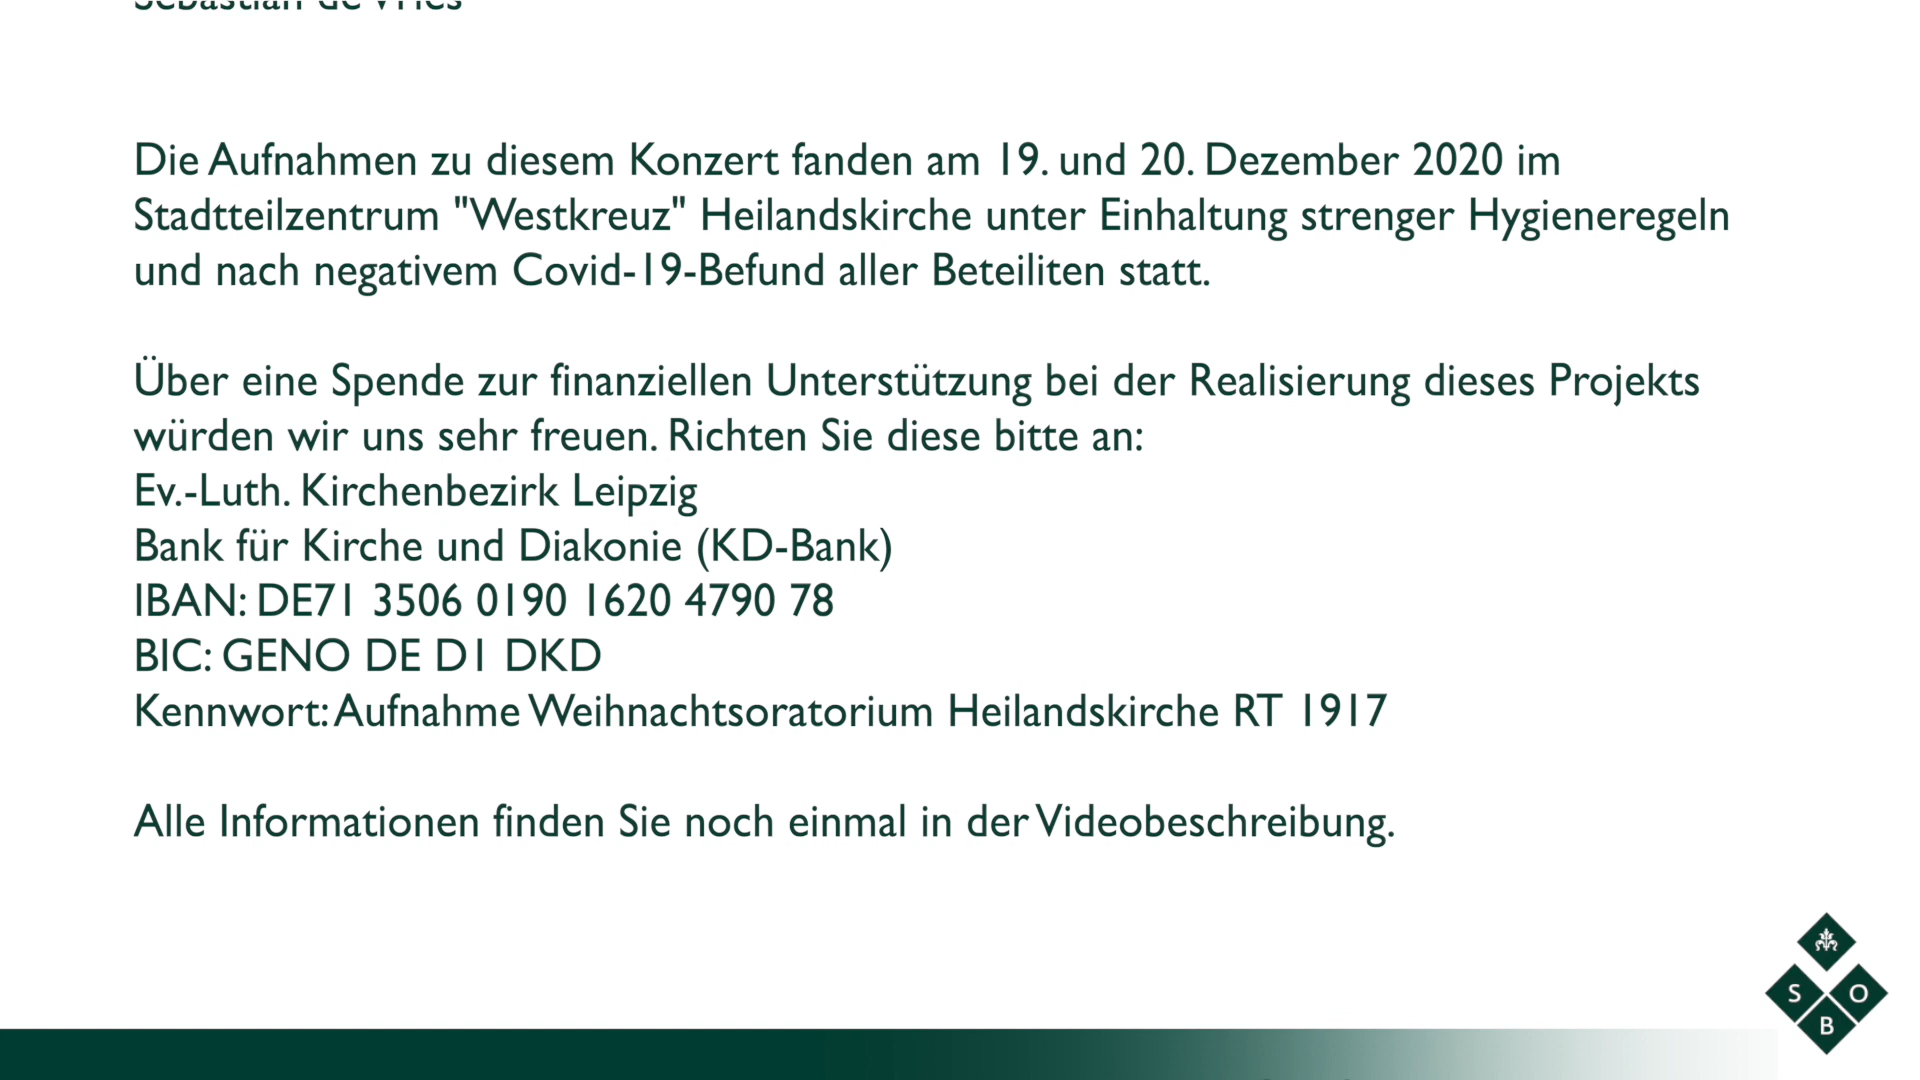 Sebastian de Vries
Die Aufnahmen zu diesem Konzert fanden am 19. und 20. Dezember 2020 im
Stadtteilzentrum "Westkreuz" Heilandskirche unter Einhaltung strenger Hygieneregeln
und nach negativem Covid-19-Befund aller Beteiliten statt.
Über eine Spende zur finanziellen Unterstützung bei der Realisierung dieses Projekts
würden wir uns sehr freuen. Richten Sie diese bitte an:
Ev.-Luth. Kirchenbezirk Leipzig
Bank für Kirche und Diakonie (KD-Bank)
IBAN: DE71 3506 0190 1620 4790 78
BIC: GENO DE D1 DKD
Kennwort: Aufnahme Weihnachtsoratorium Heilandskirche RT 1917
Alle Informationen finden Sie noch einmal in der Videobeschreibung.
S O
B